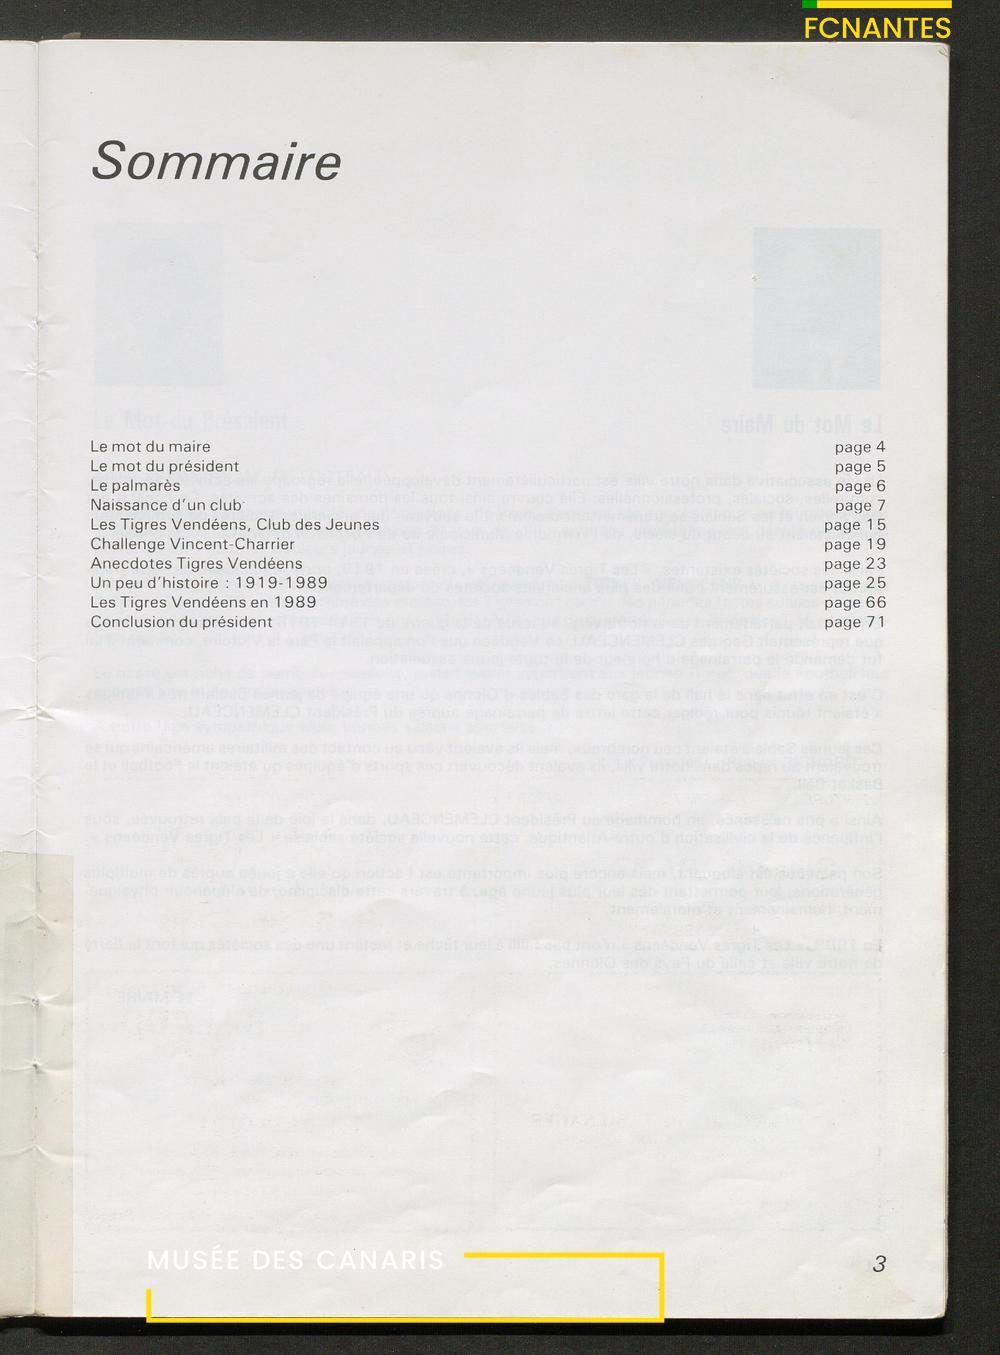 FCNANTES
Sommaire
Le mot du maire page 4
Le mot du président page 5
Le palmarès page 6
Naissance d'un club page 7
Les Tigres Vendéens, Club des Jeunes page 15
Challenge Vincent-Charrier page 19
Anecdotes Tigres Vendéens page 23
Un peu d'histoire : 1919-1989 page 25
Les Tigres Vendéens en 1989 page 66
Conclusion du président page 71
MUSÉE DES CANARIS
3